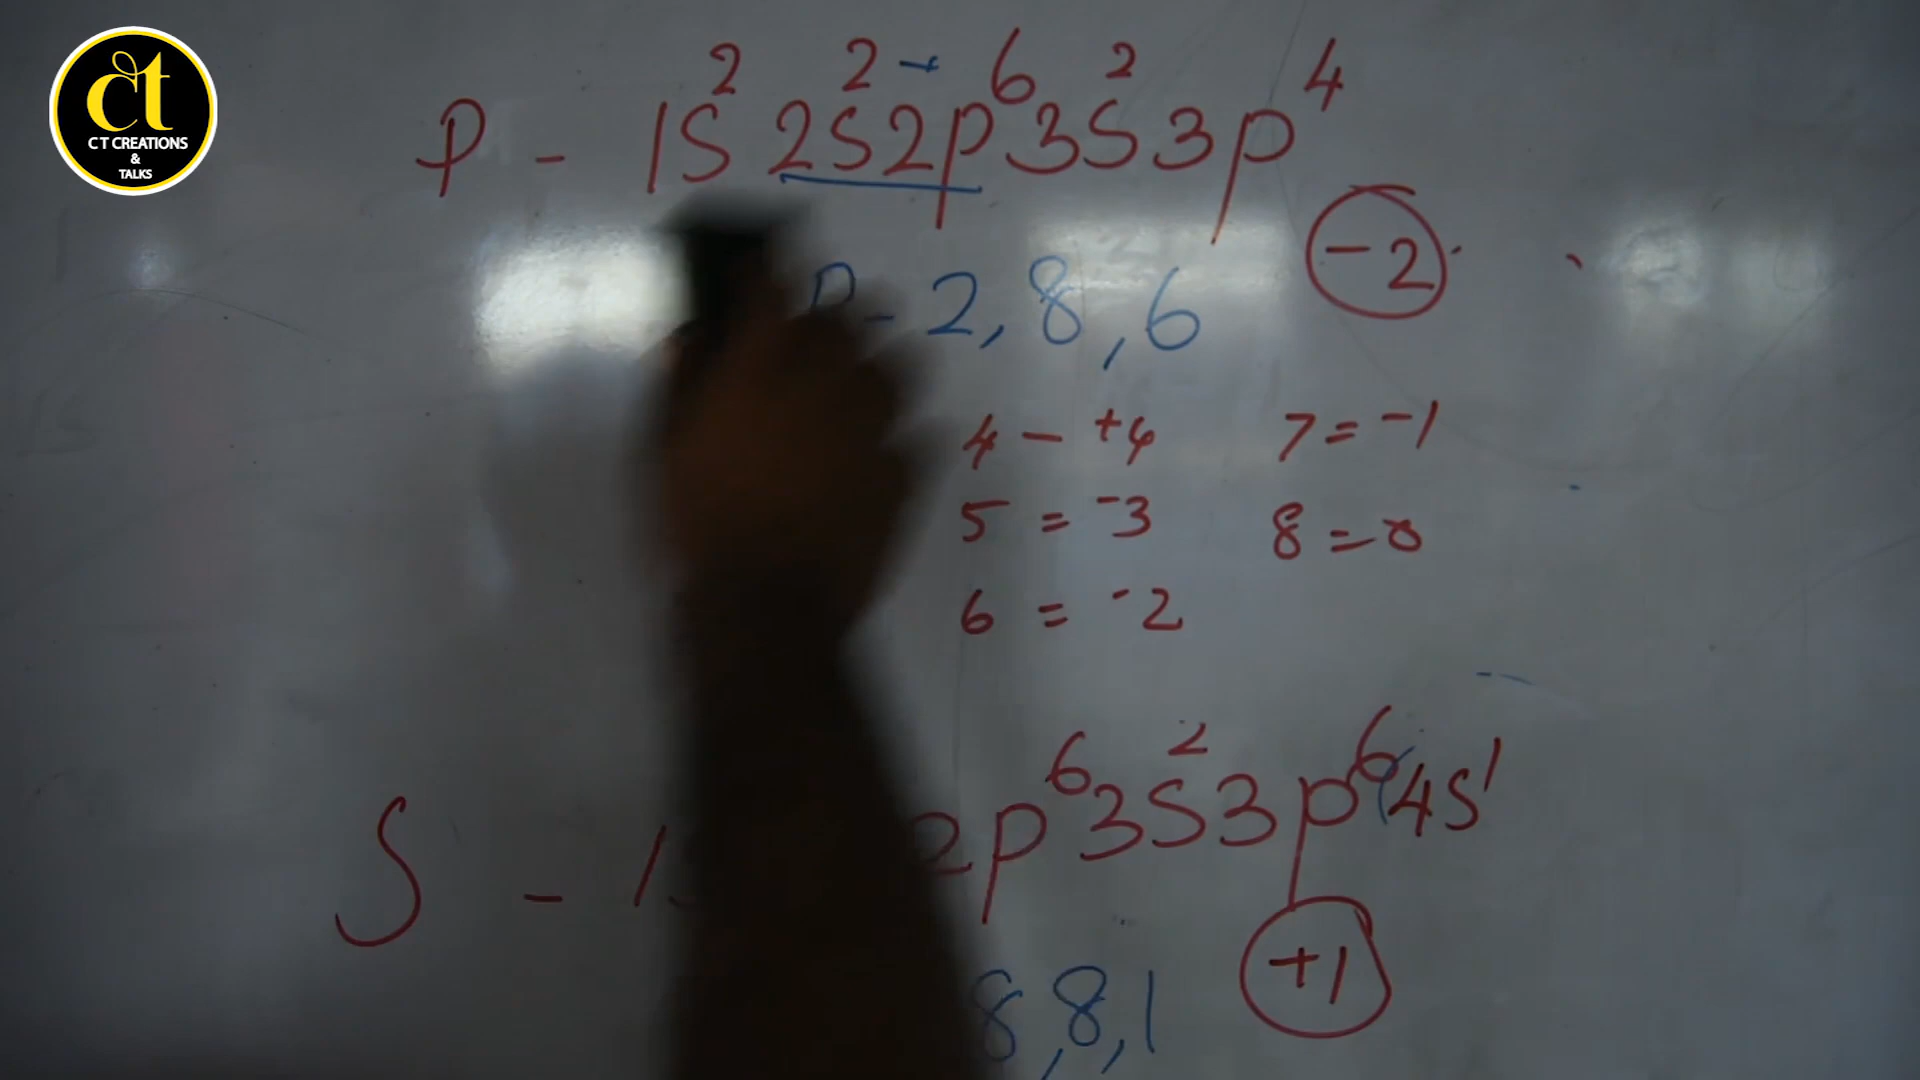 ct
C T CREATIONS
&
TALKS
P - 1S² 2S² 2p⁶ 3S² 3p⁴
-2
P - 2, 8, 6
4 - +4 7 = -1
5 = -3 8 = 0
6 = -2
S - 1 2p⁶ 3S² 3p⁶ 4S¹
+1
8, 8, 1